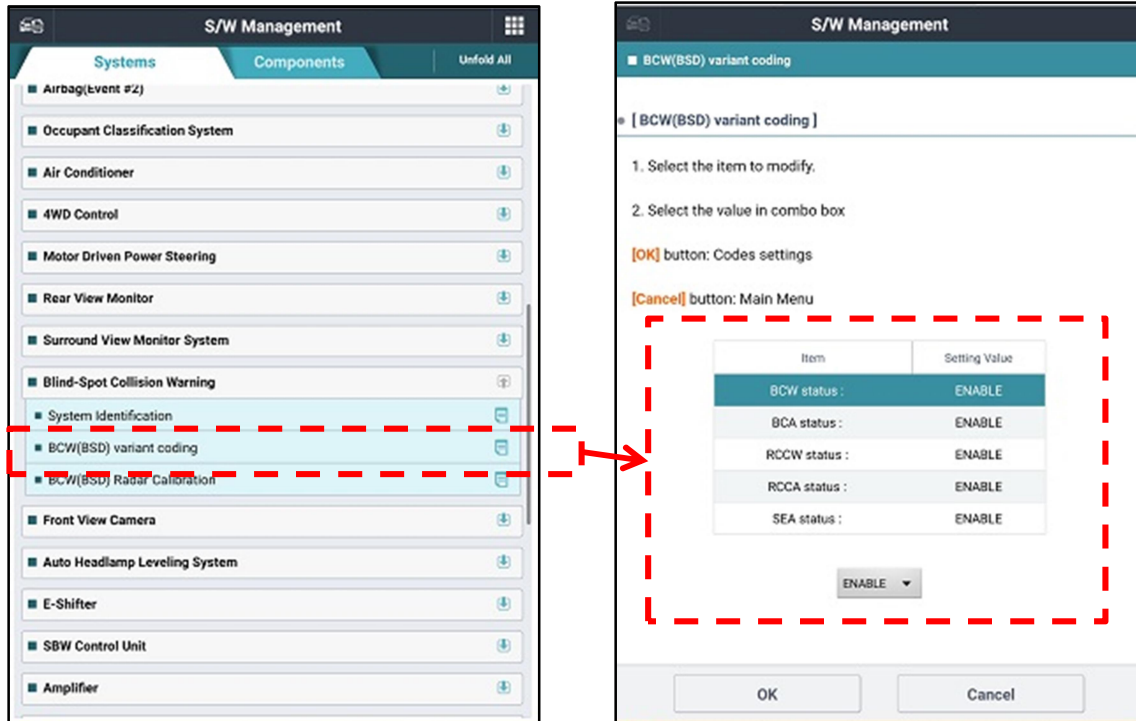 S/W Management
Systems
Components
Unfold All
Airbag(Event #2)
Occupant Classification System
Air Conditioner
4WD Control
Motor Driven Power Steering
Rear View Monitor
Surround View Monitor System
Blind-Spot Collision Warning
System Identification
BCW(BSD) variant coding
BCW(BSD) Radar Calibration
Front View Camera
Auto Headlamp Leveling System
E-Shifter
SBW Control Unit
Amplifier
S/W Management
BCW(BSD) variant coding
[ BCW(BSD) variant coding ]
1. Select the item to modify.
2. Select the value in combo box
[OK] button: Codes settings
[Cancel] button: Main Menu
Item Setting Value
BCW status : ENABLE
BCA status : ENABLE
RCCW status : ENABLE
RCCA status : ENABLE
SEA status : ENABLE
ENABLE
OK Cancel